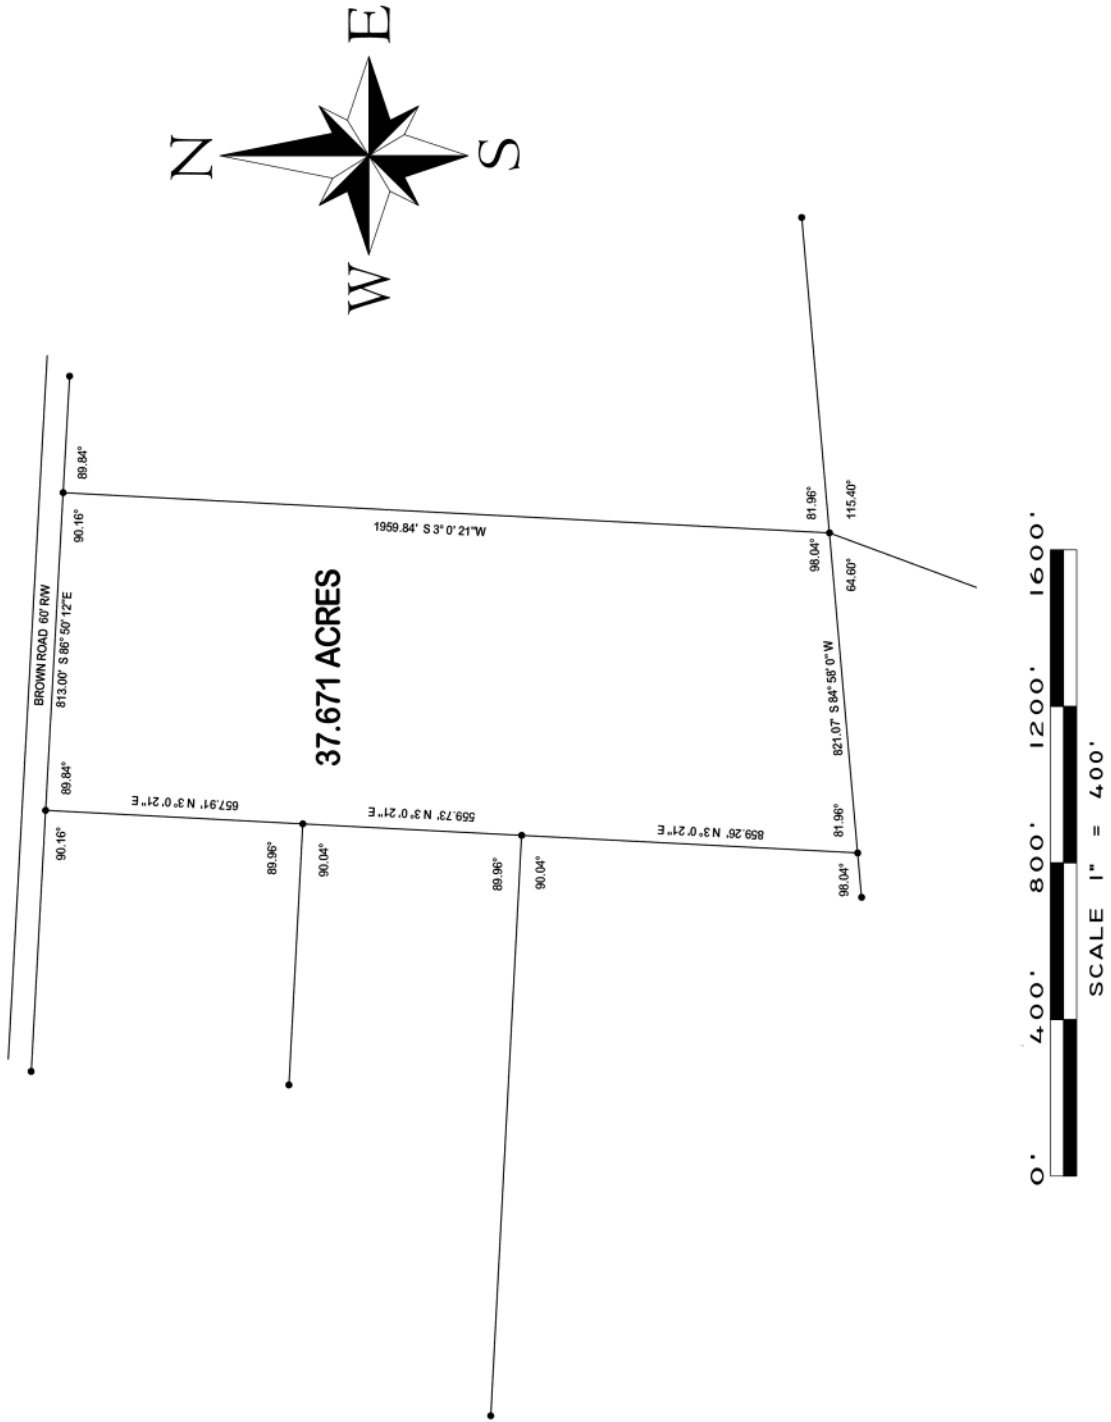 N
E
S
W
BROWN ROAD 60' R/W
813.00' S 86° 50' 12"E
90.16°
89.84°
90.16°
89.84°
657.91', N 3° 0' 21" E
1959.84' S 3° 0' 21"W
37.671 ACRES
89.96°
90.04°
559.73', N 3° 0' 21" E
89.96°
90.04°
859.26', N 3° 0' 21" E
821.07' S 84° 58' 0" W
98.04°
81.96°
98.04°
81.96°
64.60°
115.40°
0' 400' 800' 1200' 1600'
SCALE 1" = 400'